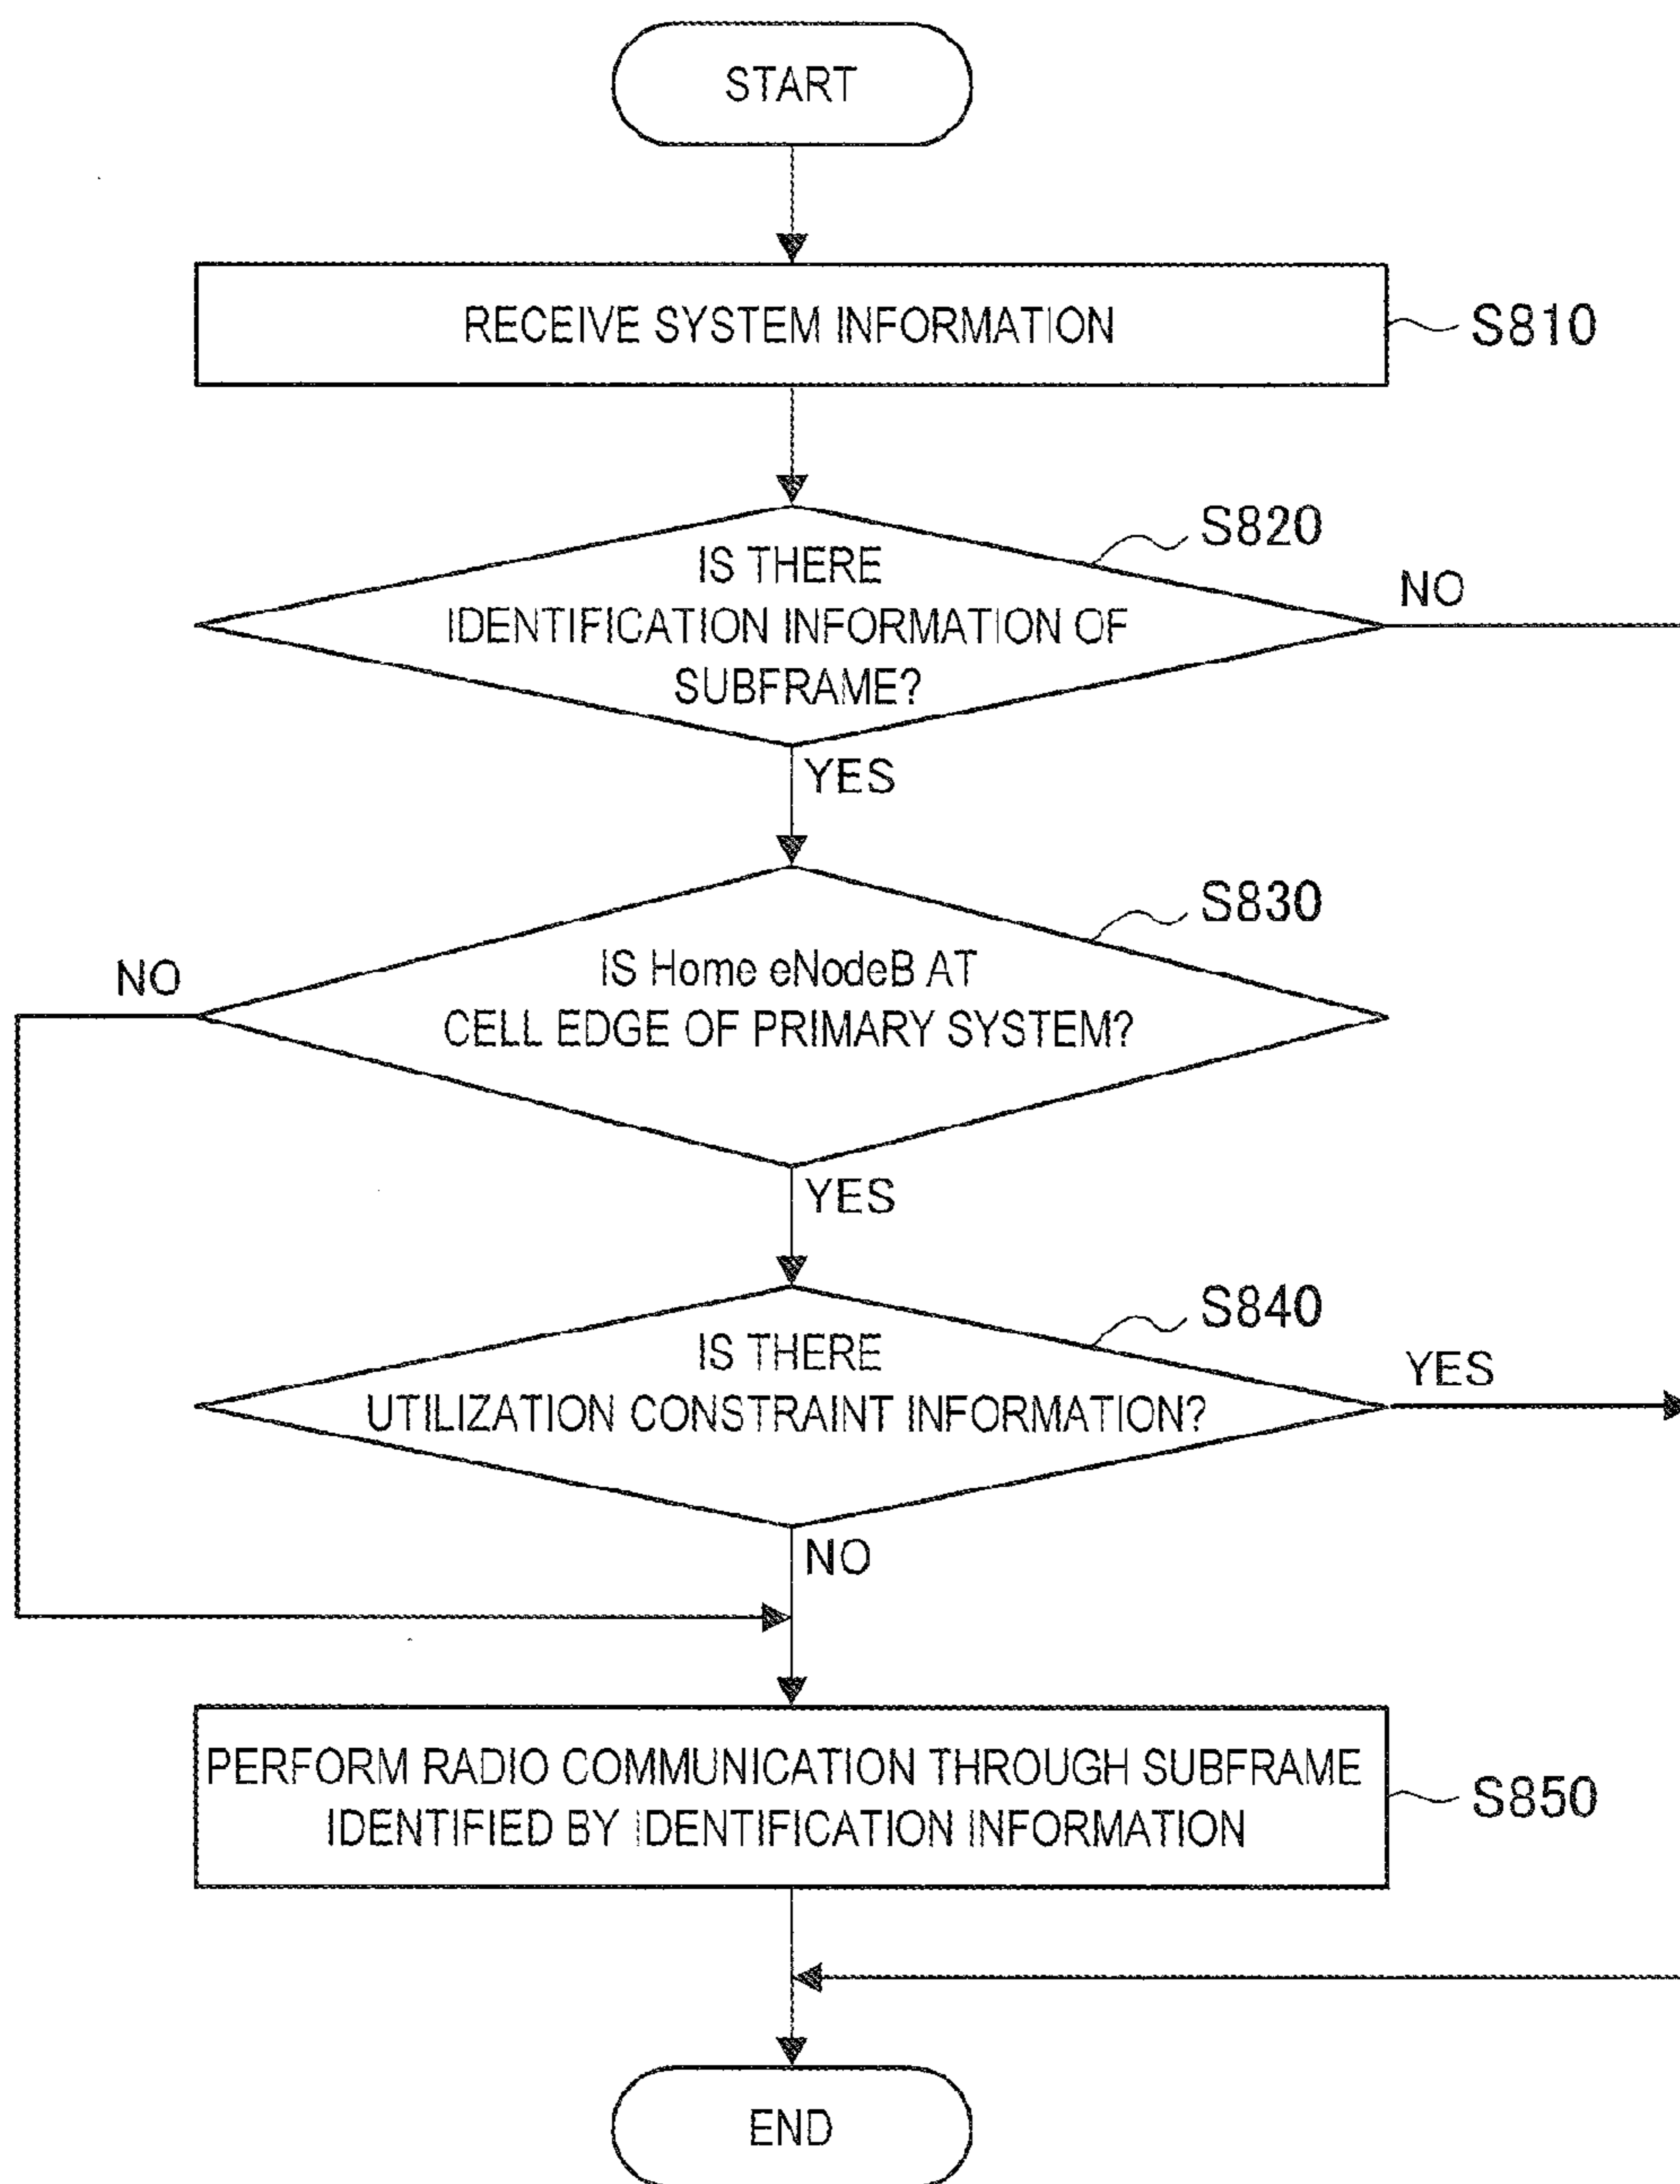 START
RECEIVE SYSTEM INFORMATION
S810
S820
IS THERE
IDENTIFICATION INFORMATION OF
SUBFRAME?
NO
YES
S830
IS Home eNodeB AT
CELL EDGE OF PRIMARY SYSTEM?
NO
YES
S840
IS THERE
UTILIZATION CONSTRAINT INFORMATION?
YES
NO
PERFORM RADIO COMMUNICATION THROUGH SUBFRAME
IDENTIFIED BY IDENTIFICATION INFORMATION
S850
END